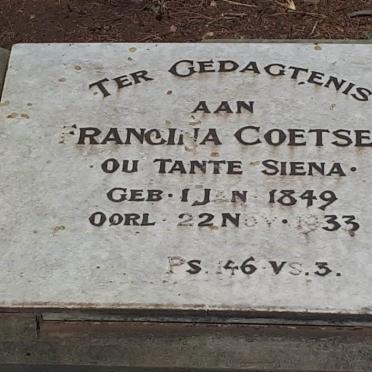 TER GEDAGTENIS
AAN
FRANCINA COETSE
OU TANTE SIENA.
GEB. 1 JAN 1849
OORL. 22 NOV. 1933
PS. 146 VS. 3.